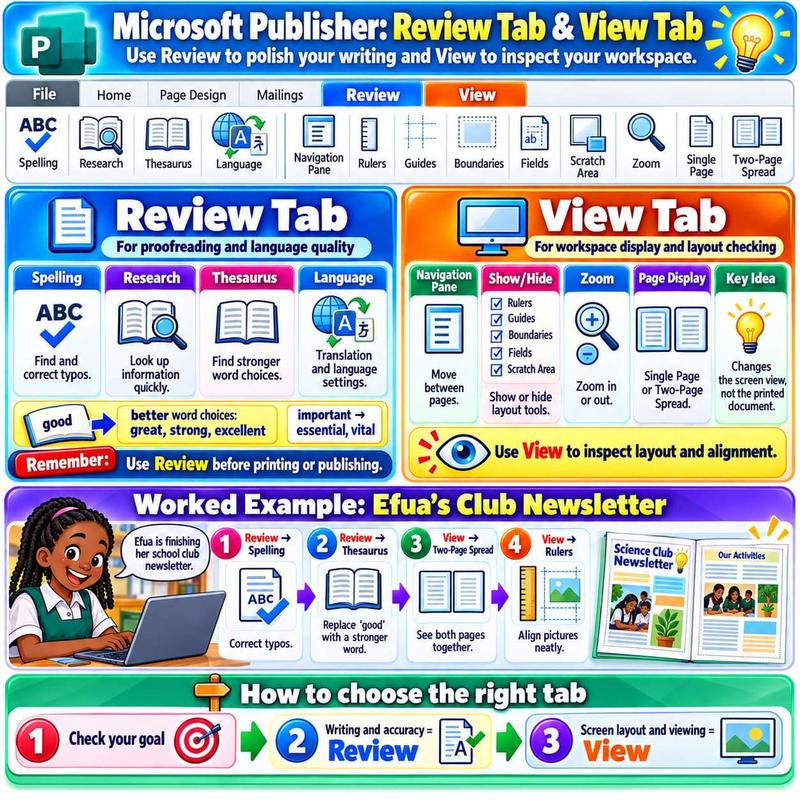 P
Microsoft Publisher: Review Tab & View Tab
Use Review to polish your writing and View to inspect your workspace.
File
Home
Page Design
Mailings
Review
View
ABC
Spelling
Research
Thesaurus
A
Language
Navigation
Pane
Rulers
Guides
Boundaries
ab
Fields
Scratch
Area
Zoom
Single
Page
Two-Page
Spread
Review Tab
For proofreading and language quality
Spelling
ABC
Find and
correct typos.
Research
Look up
information
quickly.
Thesaurus
Find stronger
word choices.
Language
A
Translation
and language
settings.
good
better word choices:
great, strong, excellent
important →
essential, vital
Remember:
Use Review before printing or publishing.
View Tab
For workspace display and layout checking
Navigation
Pane
Move
between
pages.
Show/Hide
Rulers
Guides
Boundaries
Fields
Scratch Area
Show or hide
layout tools.
Zoom
Zoom in
or out.
Page Display
Single Page
or Two-Page
Spread.
Key Idea
Changes
the screen view,
not the printed
document.
Use View to inspect layout and alignment.
Worked Example: Efua's Club Newsletter
Efua is finishing
her school club
newsletter.
1
Review →
Spelling
ABC
Correct typos.
2
Review →
Thesaurus
Replace 'good'
with a stronger
word.
3
View →
Two-Page Spread
See both pages
together.
4
View →
Rulers
Align pictures
neatly.
Science Club
Newsletter
Our Activities
How to choose the right tab
1
Check your goal
2
Writing and accuracy =
Review
A
3
Screen layout and viewing =
View